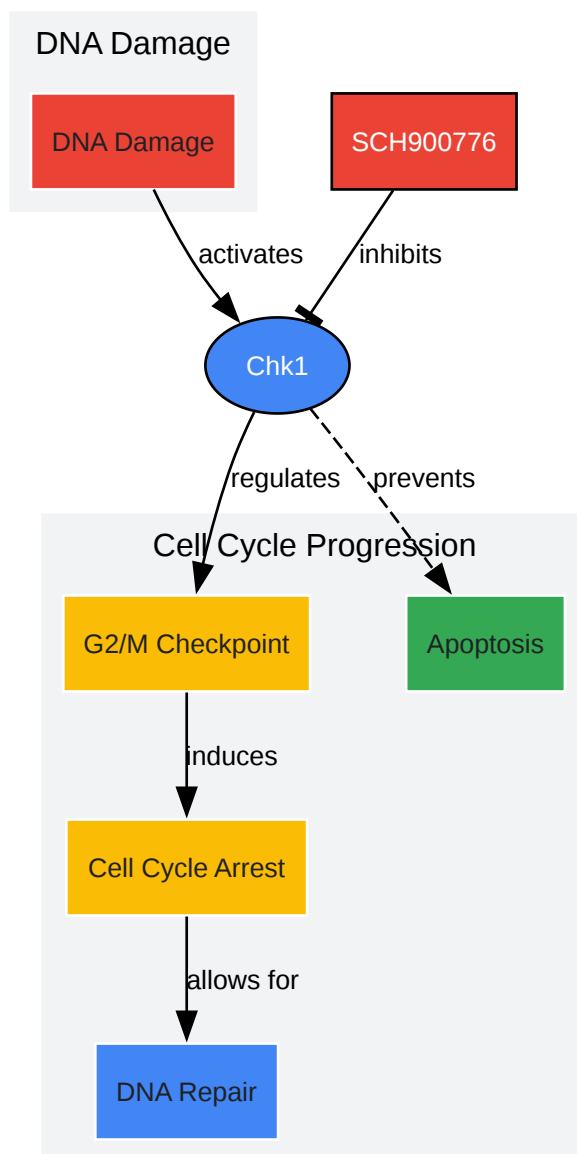 DNA Damage
DNA Damage
SCH900776
activates
inhibits
Chk1
regulates
prevents
Cell Cycle Progression
G2/M Checkpoint
Apoptosis
induces
Cell Cycle Arrest
allows for
DNA Repair